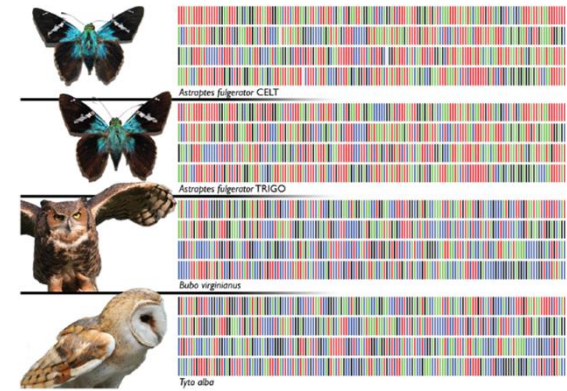 Astraptes fulgerator CELT
Astraptes fulgerator TRIGO
Bubo virginianus
Tyto alba